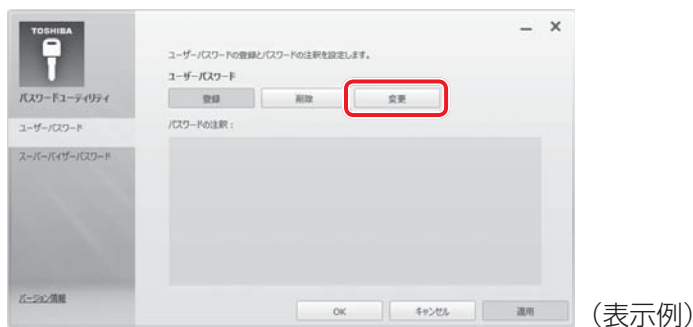 TOSHIBA
パスワードユーティリティ
ユーザーパスワード
スーパーバイザーパスワード
バージョン情報
ユーザーパスワードの登録とパスワードの注釈を設定します。
ユーザーパスワード
登録 削除 変更
パスワードの注釈:
OK キャンセル 適用
(表示例)